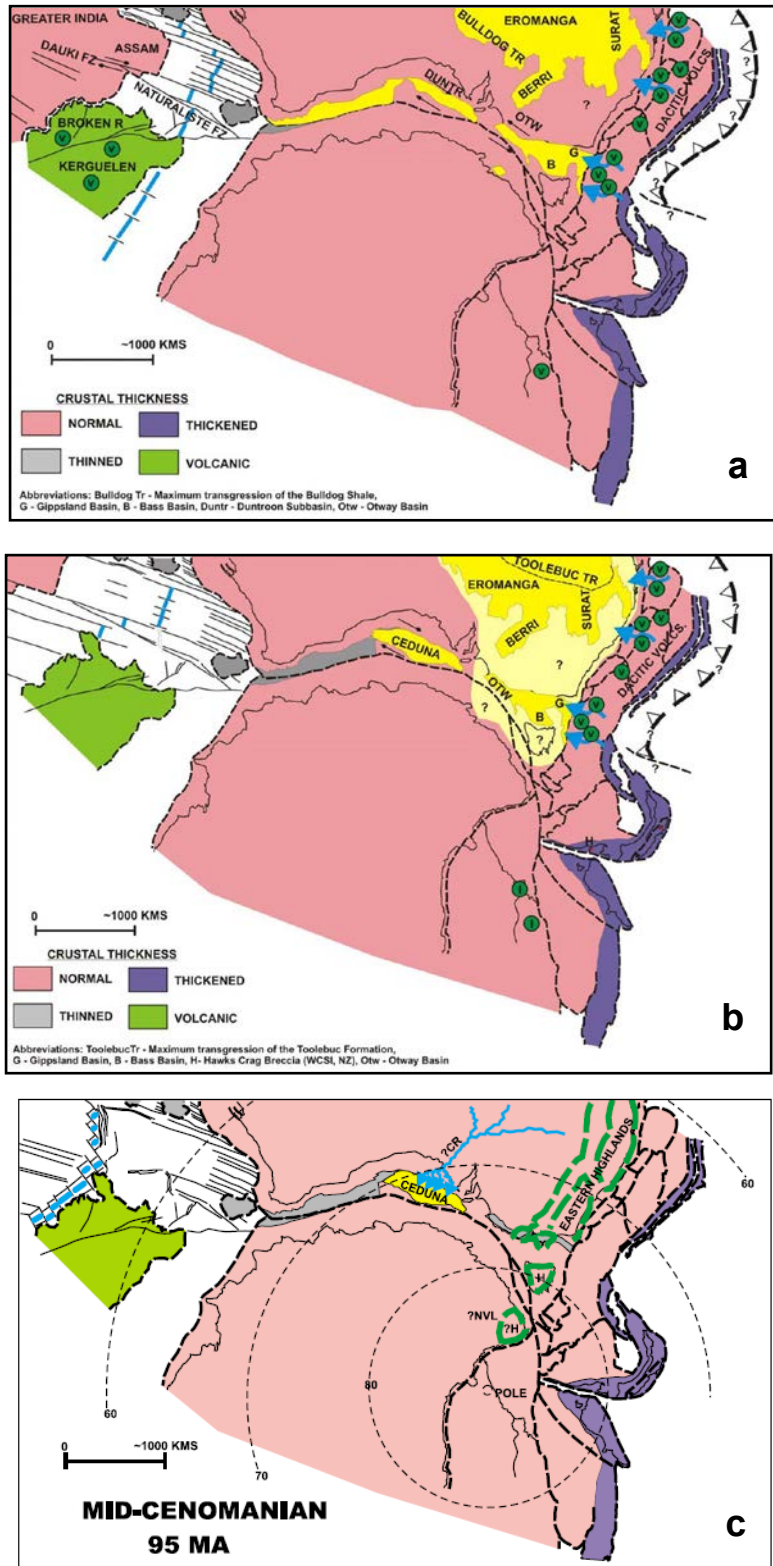 GREATER INDIA
ASSAM
DAUKI FZ
NATURALISTE FZ
BROKEN R
V
V
KERGUELEN
V
BULLDOG TR
EROMANGA
SURAT
BERRI
DUNTR
OTW
?
G
B
DACITIC VOLCS.
V
V
V
V
V
V
V
V
V
?
?
?
V
0 ~1000 KMS
CRUSTAL THICKNESS
NORMAL THICKENED
THINNED VOLCANIC
a
Abbreviations: Bulldog Tr - Maximum transgression of the Bulldog Shale,
G - Gippsland Basin, B - Bass Basin, Duntr - Duntroon Subbasin, Otw - Otway Basin
TOOLEBUC TR
EROMANGA
SURAT
BERRI
CEDUNA
?
OTW
G
B
?
?
DACITIC VOLCS.
V
V
V
V
V
V
V
V
V
?
?
?
H
I
I
0 ~1000 KMS
CRUSTAL THICKNESS
NORMAL THICKENED
THINNED VOLCANIC
b
Abbreviations: ToolebucTr - Maximum transgression of the Toolebuc Formation,
G - Gippsland Basin, B - Bass Basin, H- Hawks Crag Breccia (WCSI, NZ), Otw - Otway Basin
?CR
CEDUNA
EASTERN HIGHLANDS
60
H
?NVL
?H
80
POLE
60
70
0 ~1000 KMS
MID-CENOMANIAN
95 MA
c